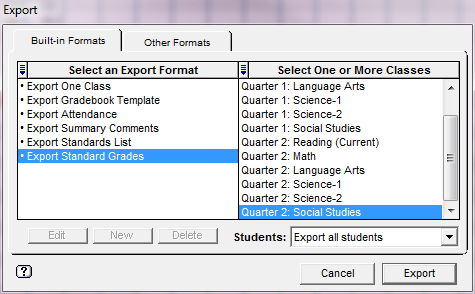 Export
Built-in Formats
Other Formats
Select an Export Format
Select One or More Classes
• Export One Class
• Export Gradebook Template
• Export Attendance
• Export Summary Comments
• Export Standards List
• Export Standard Grades
Quarter 1: Language Arts
Quarter 1: Science-1
Quarter 1: Science-2
Quarter 1: Social Studies
Quarter 2: Reading (Current)
Quarter 2: Math
Quarter 2: Language Arts
Quarter 2: Science-1
Quarter 2: Science-2
Quarter 2: Social Studies
Edit
New
Delete
Students:
Export all students
?
Cancel
Export